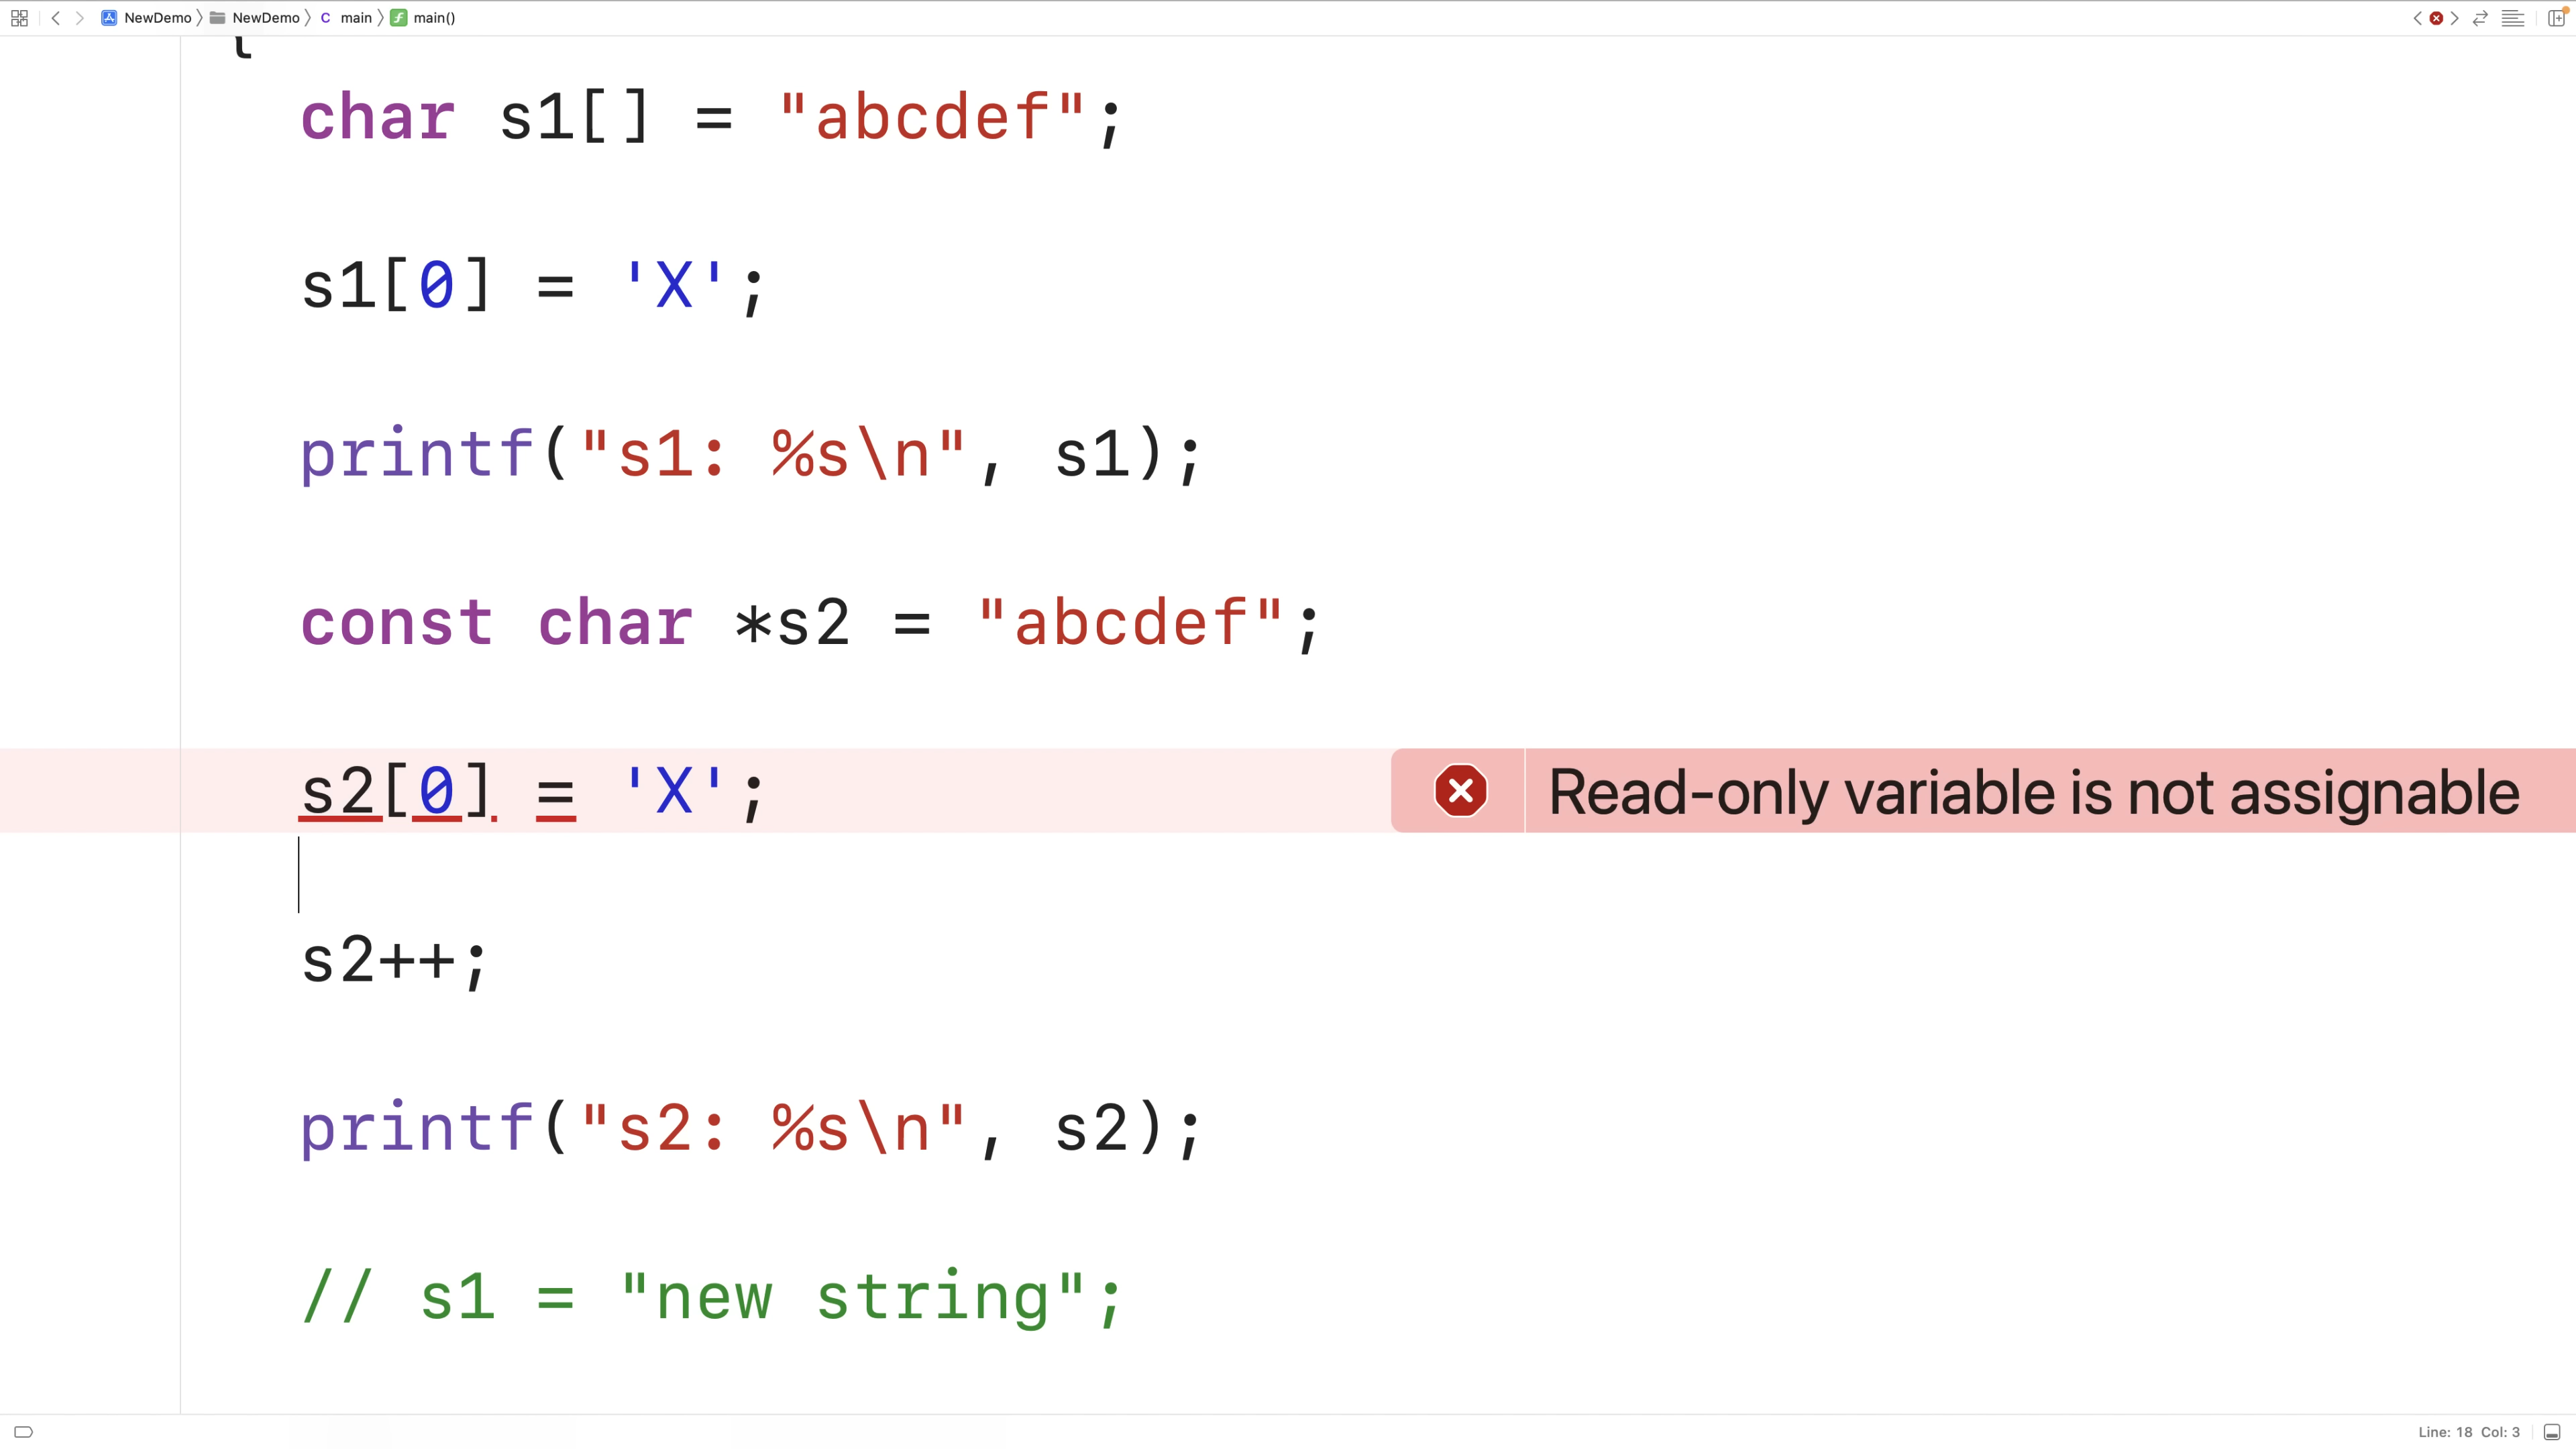 NewDemo NewDemo C main f main()
{
char s1[] = "abcdef";
s1[0] = 'X';
printf("s1: %s\n", s1);
const char *s2 = "abcdef";
s2[0] = 'X'; Read-only variable is not assignable
s2++;
printf("s2: %s\n", s2);
// s1 = "new string";
Line: 18 Col: 3